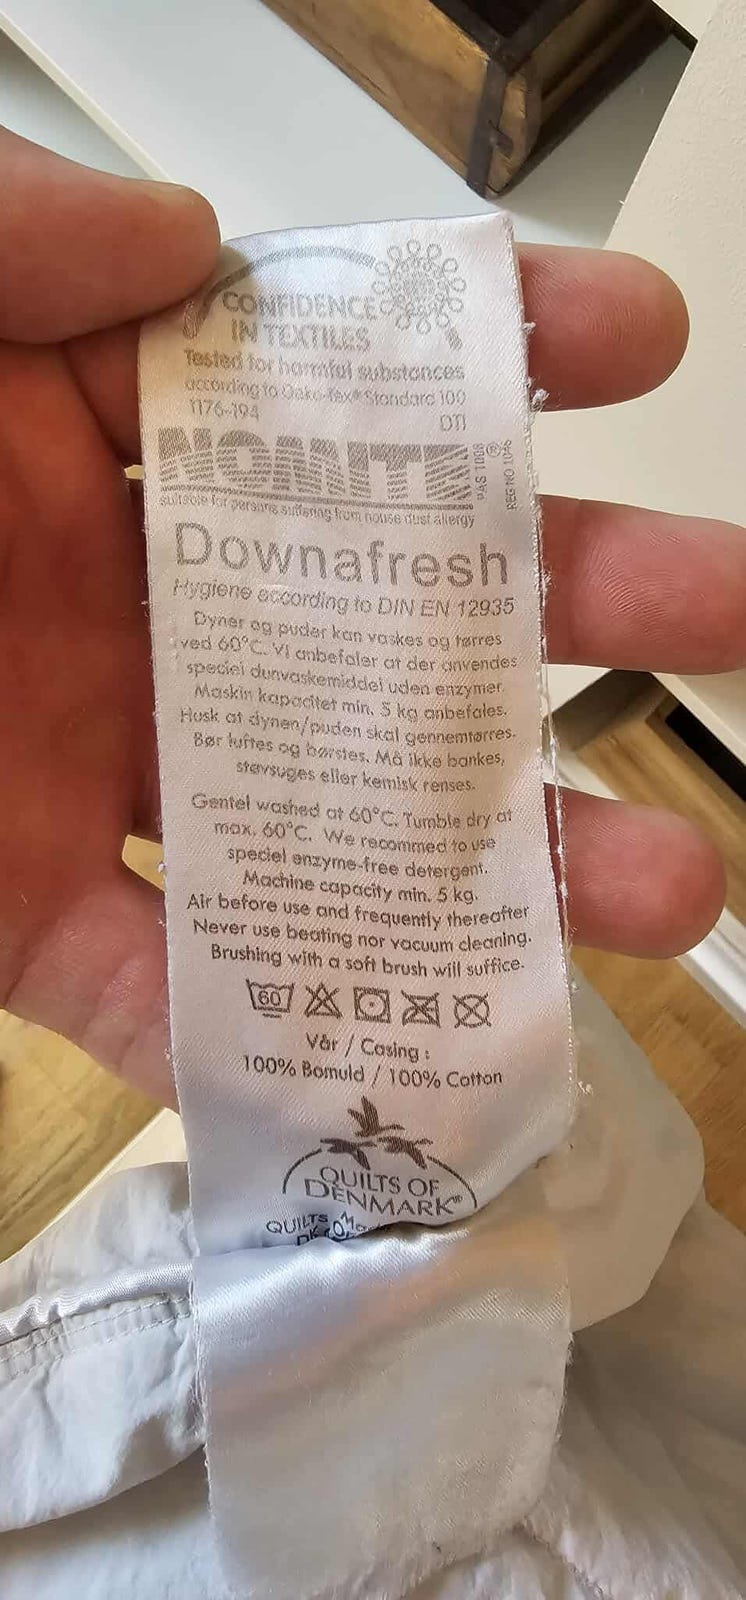 CONFIDENCE
IN TEXTILES
Tested for harmful substances
according to Oeko-Tex® Standard 100
1176-194 DTI
NOMITE ®
PAS 1008
REG NO 1046
suitable for persons suffering from house dust allergy
Downafresh
Hygiene according to DIN EN 12935
Dyner og puder kan vaskes og tørres
ved 60°C. Vi anbefaler at der anvendes
speciel dunvaskemiddel uden enzymer.
Maskin kapacitet min. 5 kg anbefales.
Husk at dynen/puden skal gennemtørres.
Bør luftes og børstes. Må ikke bankes,
støvsuges eller kemisk renses.
Gentel washed at 60°C. Tumble dry at
max. 60°C. We recommed to use
speciel enzyme-free detergent.
Machine capacity min. 5 kg.
Air before use and frequently thereafter
Never use beating nor vacuum cleaning.
Brushing with a soft brush will suffice.
60
Vår / Casing :
100% Bomuld / 100% Cotton
QUILTS OF
DENMARK®
QUILTS